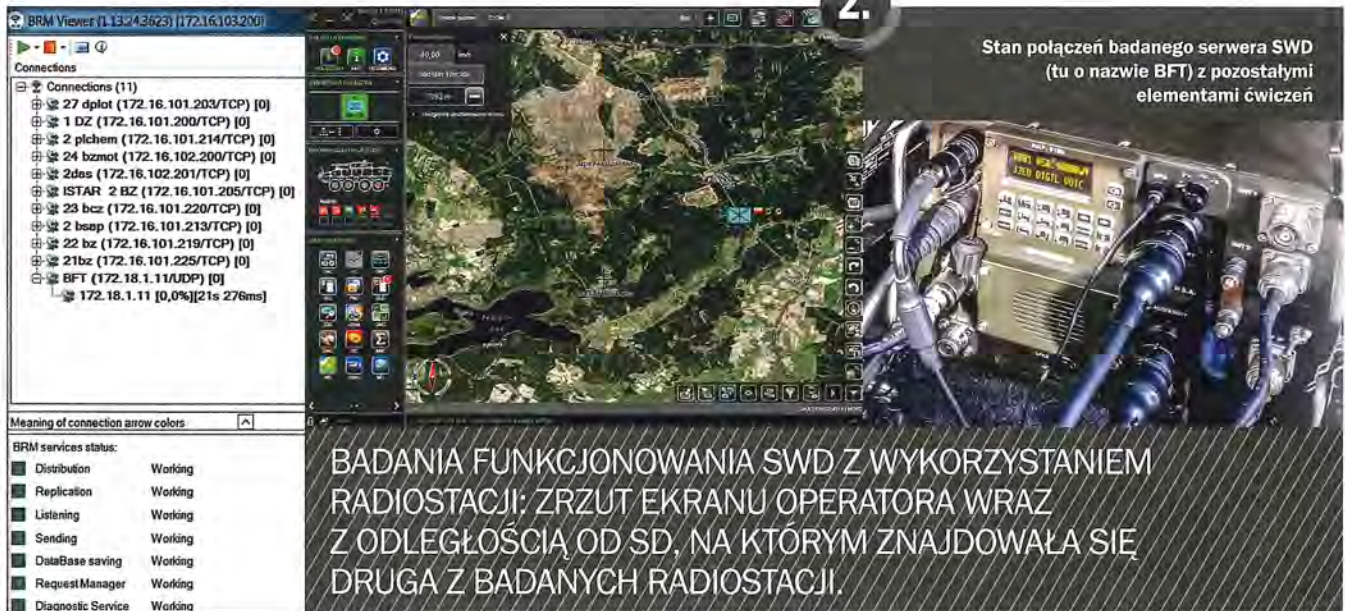 BRM Viewer (1.13.24.3623) [172.16.103.200]
Connections
Connections (11)
27 dplot (172.16.101.203/TCP) [0]
1 DZ (172.16.101.200/TCP) [0]
2 plchem (172.16.101.214/TCP) [0]
24 bzmot (172.16.102.200/TCP) [0]
2das (172.16.102.201/TCP) [0]
ISTAR 2 BZ (172.16.101.205/TCP) [0]
23 bcz (172.16.101.220/TCP) [0]
2 bsap (172.16.101.213/TCP) [0]
22 bz (172.16.101.219/TCP) [0]
21bz (172.16.101.225/TCP) [0]
BFT (172.18.1.11/UDP) [0]
172.18.1.11 [0,0%][21s 276ms]
Meaning of connection arrow colors
BRM services status:
Distribution Working
Replication Working
Listening Working
Sending Working
DataBase saving Working
Request Manager Working
Diagnostic Service Working
2.
Stan połączeń badanego serwera SWD
(tu o nazwie BFT) z pozostałymi
elementami ćwiczeń
BADANIA FUNKCJONOWANIA SWD Z WYKORZYSTANIEM
RADIOSTACJI: ZRZUT EKRANU OPERATORA WRAZ
Z ODLEGŁOŚCIĄ OD SD, NA KTÓRYM ZNAJDOWAŁA SIĘ
DRUGA Z BADANYCH RADIOSTACJI.